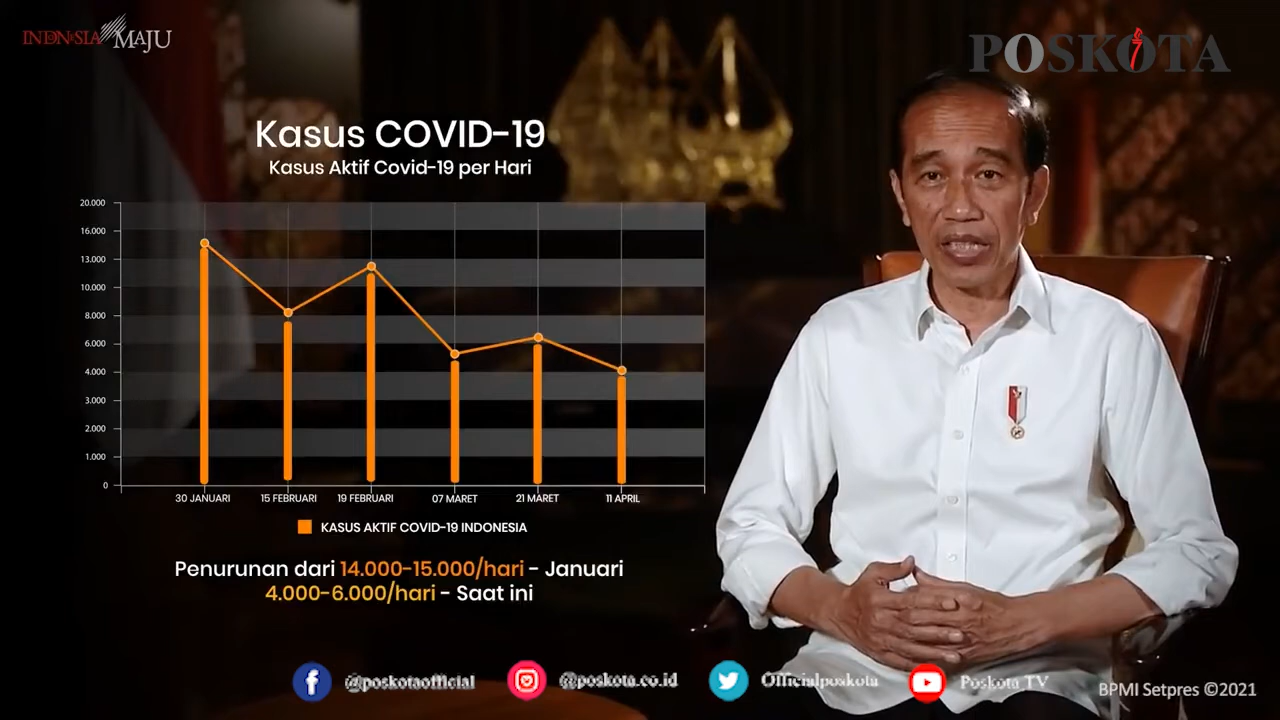 INDONESIA MAJU
POSKOTA
Kasus COVID-19
Kasus Aktif Covid-19 per Hari
20.000
16.000
13.000
10.000
8.000
6.000
4.000
3.000
2.000
1.000
0
30 JANUARI 15 FEBRUARI 19 FEBRUARI 07 MARET 21 MARET 11 APRIL
KASUS AKTIF COVID-19 INDONESIA
Penurunan dari 14.000-15.000/hari - Januari
4.000-6.000/hari - Saat ini
@poskotaofficial @poskota.co.id Officialposkota Poskota TV
BPMI Setpres ©2021